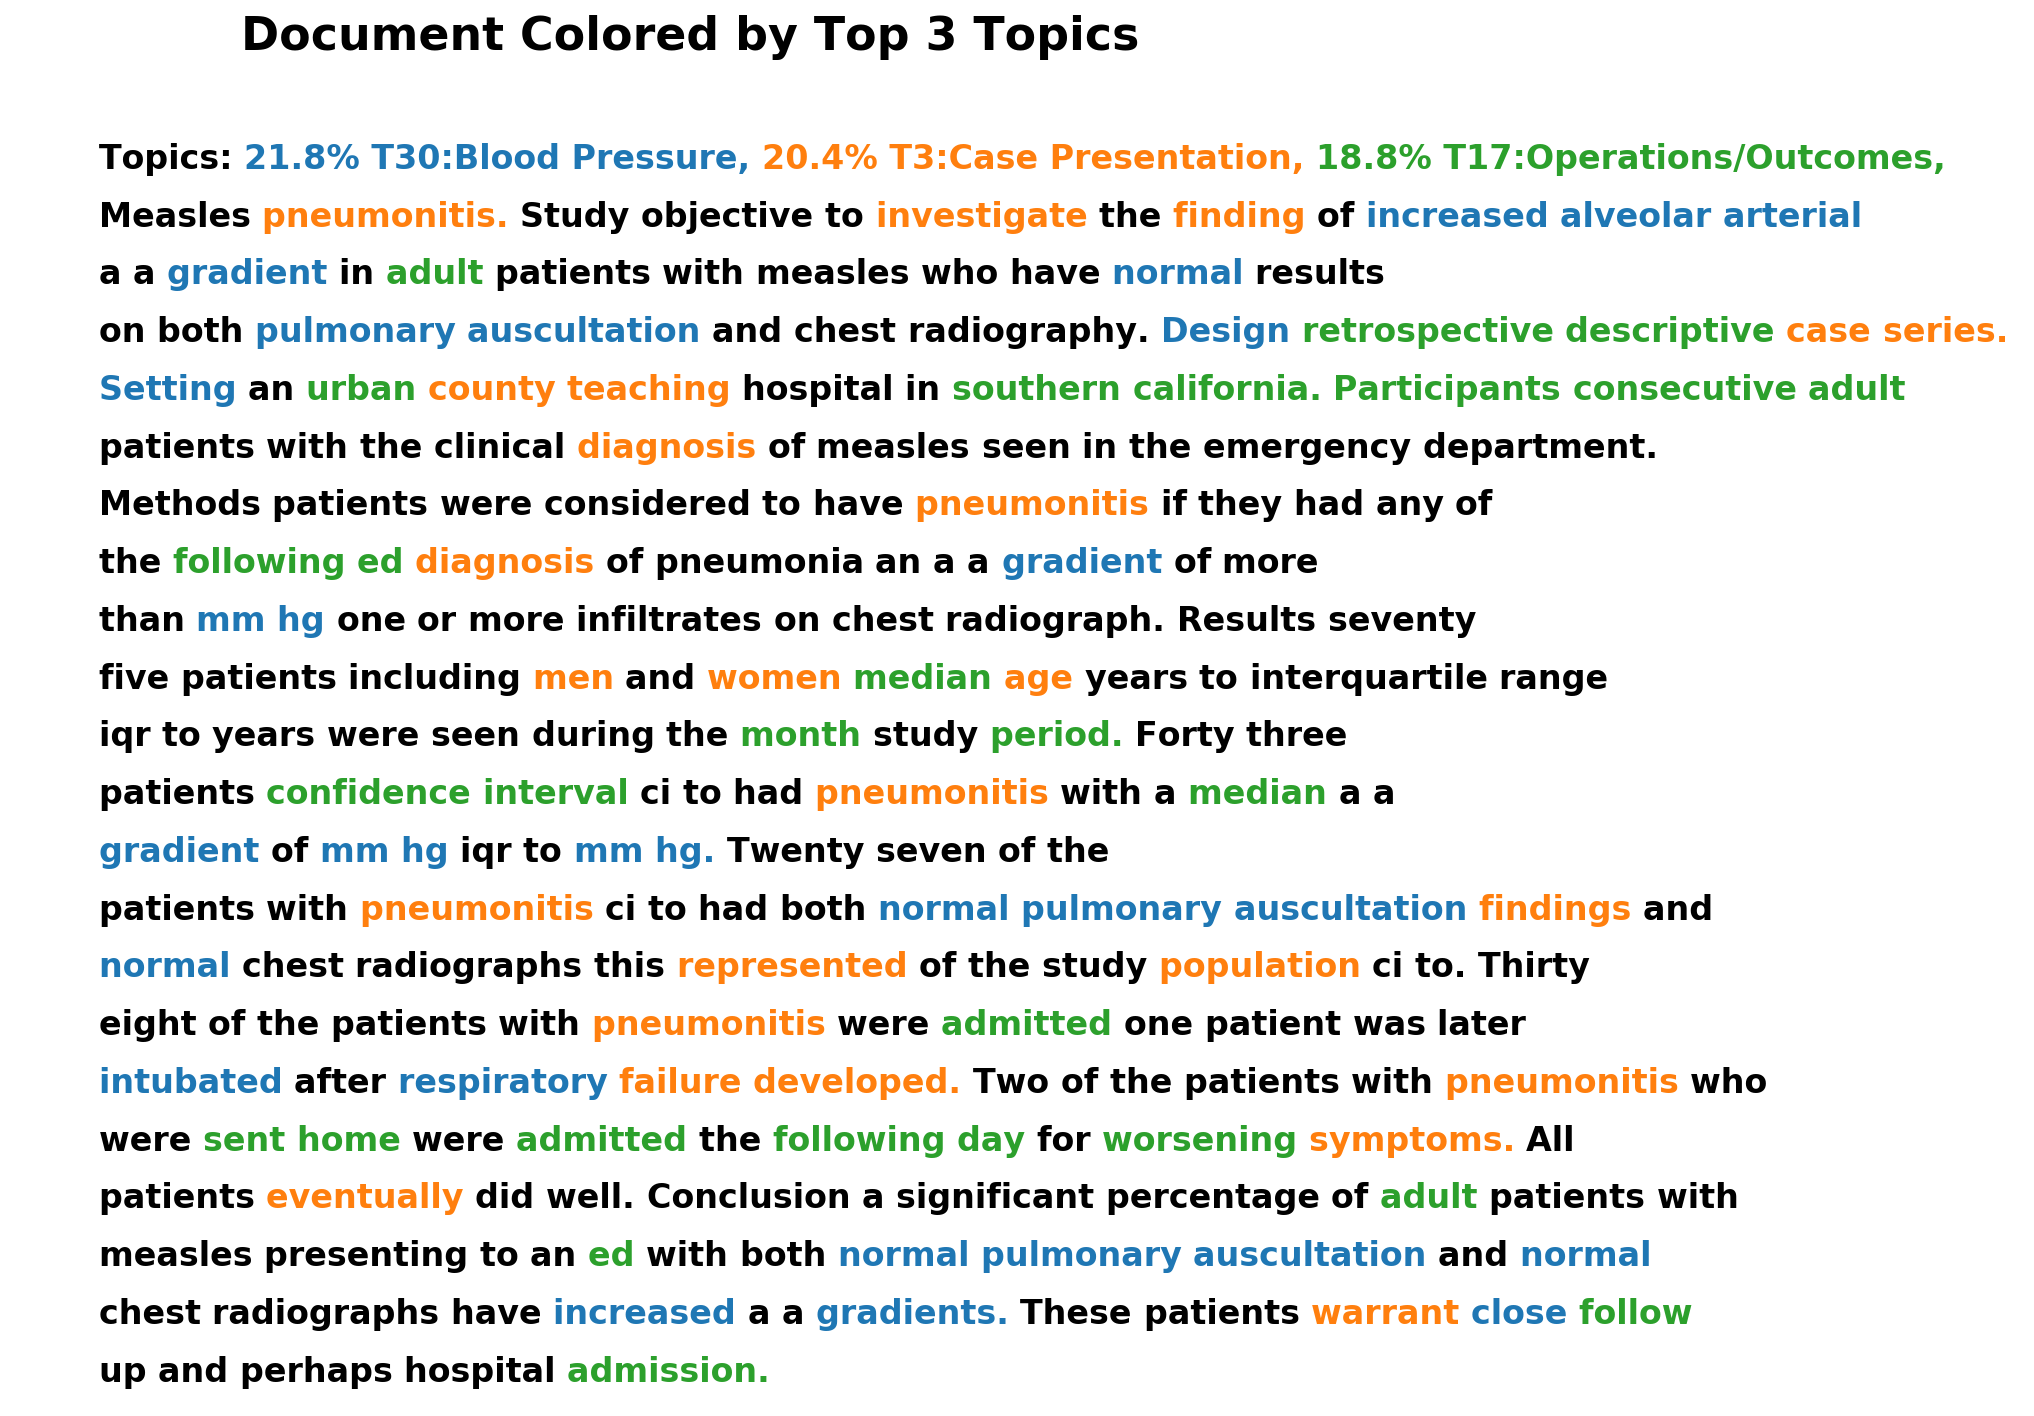 Document Colored by Top 3 Topics
Topics: 21.8% T30:Blood Pressure, 20.4% T3:Case Presentation, 18.8% T17:Operations/Outcomes,
Measles pneumonitis. Study objective to investigate the finding of increased alveolar arterial
a a gradient in adult patients with measles who have normal results
on both pulmonary auscultation and chest radiography. Design retrospective descriptive case series.
Setting an urban county teaching hospital in southern california. Participants consecutive adult
patients with the clinical diagnosis of measles seen in the emergency department.
Methods patients were considered to have pneumonitis if they had any of
the following ed diagnosis of pneumonia an a a gradient of more
than mm hg one or more infiltrates on chest radiograph. Results seventy
five patients including men and women median age years to interquartile range
iqr to years were seen during the month study period. Forty three
patients confidence interval ci to had pneumonitis with a median a a
gradient of mm hg iqr to mm hg. Twenty seven of the
patients with pneumonitis ci to had both normal pulmonary auscultation findings and
normal chest radiographs this represented of the study population ci to. Thirty
eight of the patients with pneumonitis were admitted one patient was later
intubated after respiratory failure developed. Two of the patients with pneumonitis who
were sent home were admitted the following day for worsening symptoms. All
patients eventually did well. Conclusion a significant percentage of adult patients with
measles presenting to an ed with both normal pulmonary auscultation and normal
chest radiographs have increased a a gradients. These patients warrant close follow
up and perhaps hospital admission.